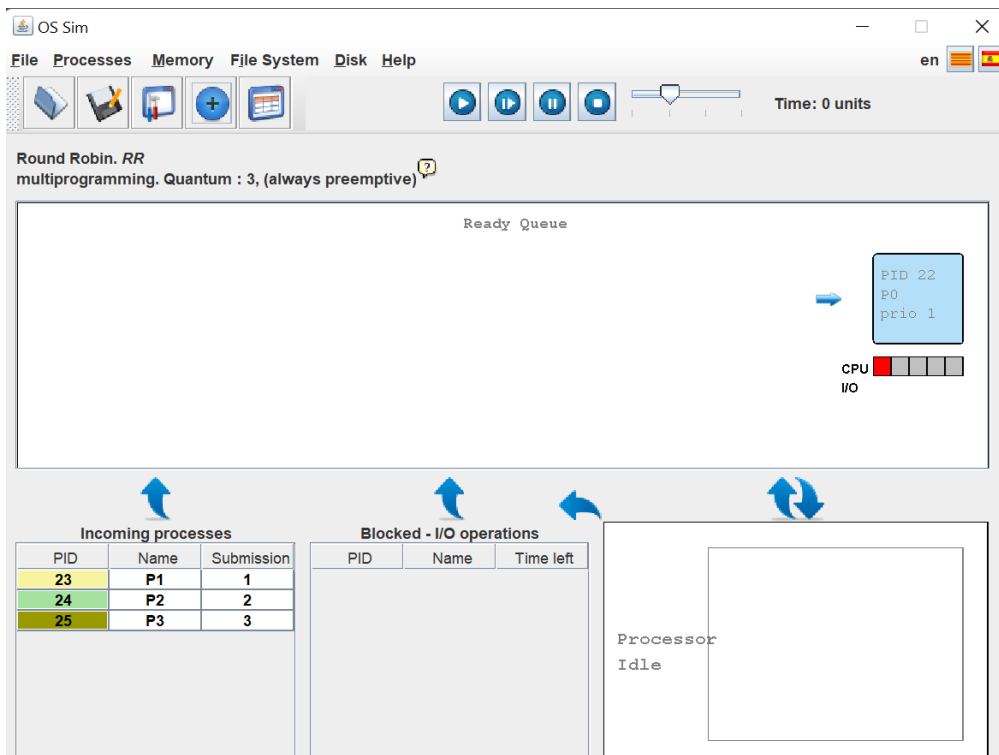 OS Sim
File Processes Memory File System Disk Help en
Time: 0 units
Round Robin. RR
multiprogramming. Quantum : 3, (always preemptive) ?
Ready Queue
PID 22
P0
prio 1
CPU
I/O
Incoming processes
PID Name Submission
23 P1 1
24 P2 2
25 P3 3
Blocked - I/O operations
PID Name Time left
Processor
Idle